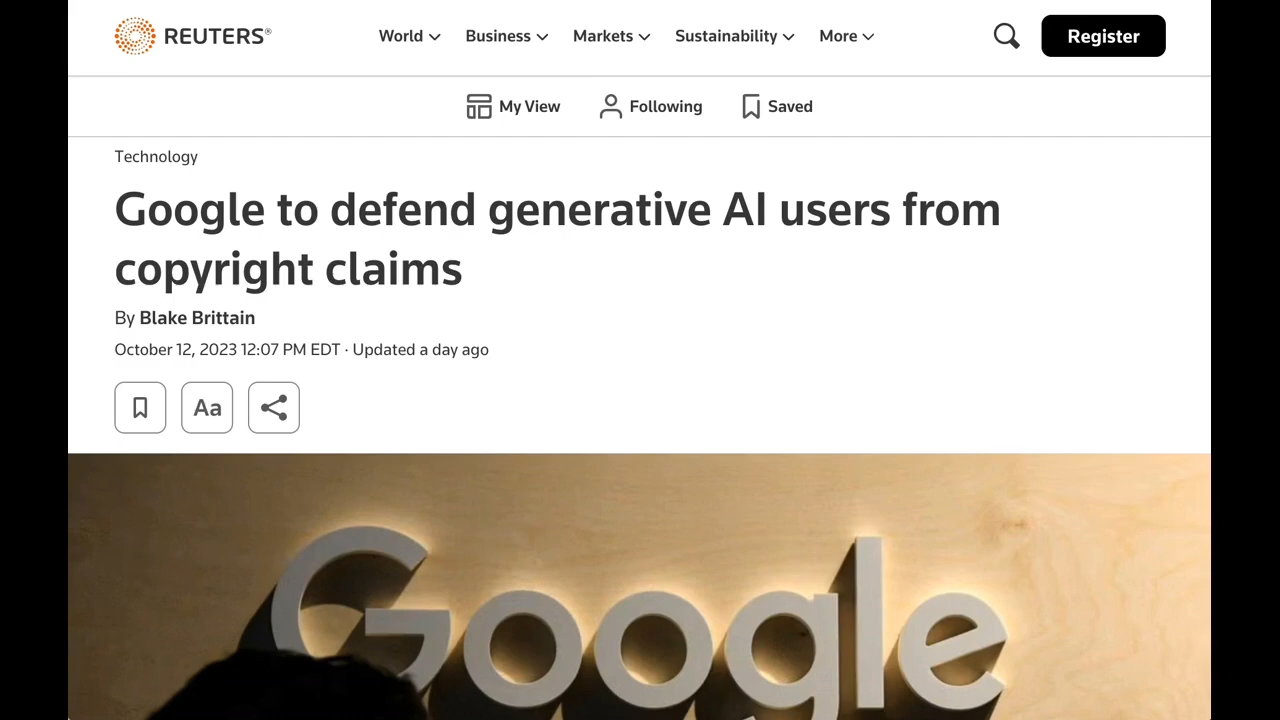 REUTERS®
World Business Markets Sustainability More
Register
My View Following Saved
Technology
Google to defend generative AI users from
copyright claims
By Blake Brittain
October 12, 2023 12:07 PM EDT · Updated a day ago
Aa
Google